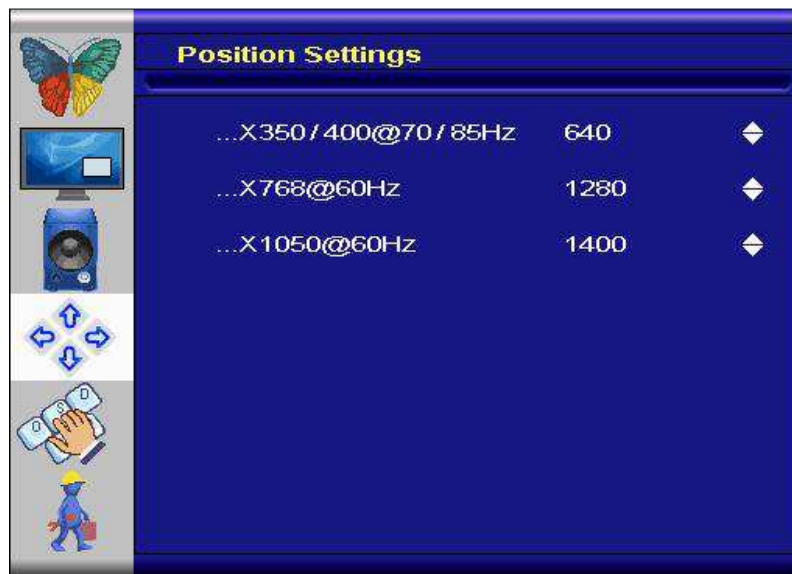 Position Settings
...X350/400@70/85Hz 640
...X768@60Hz 1280
...X1050@60Hz 1400
O S D